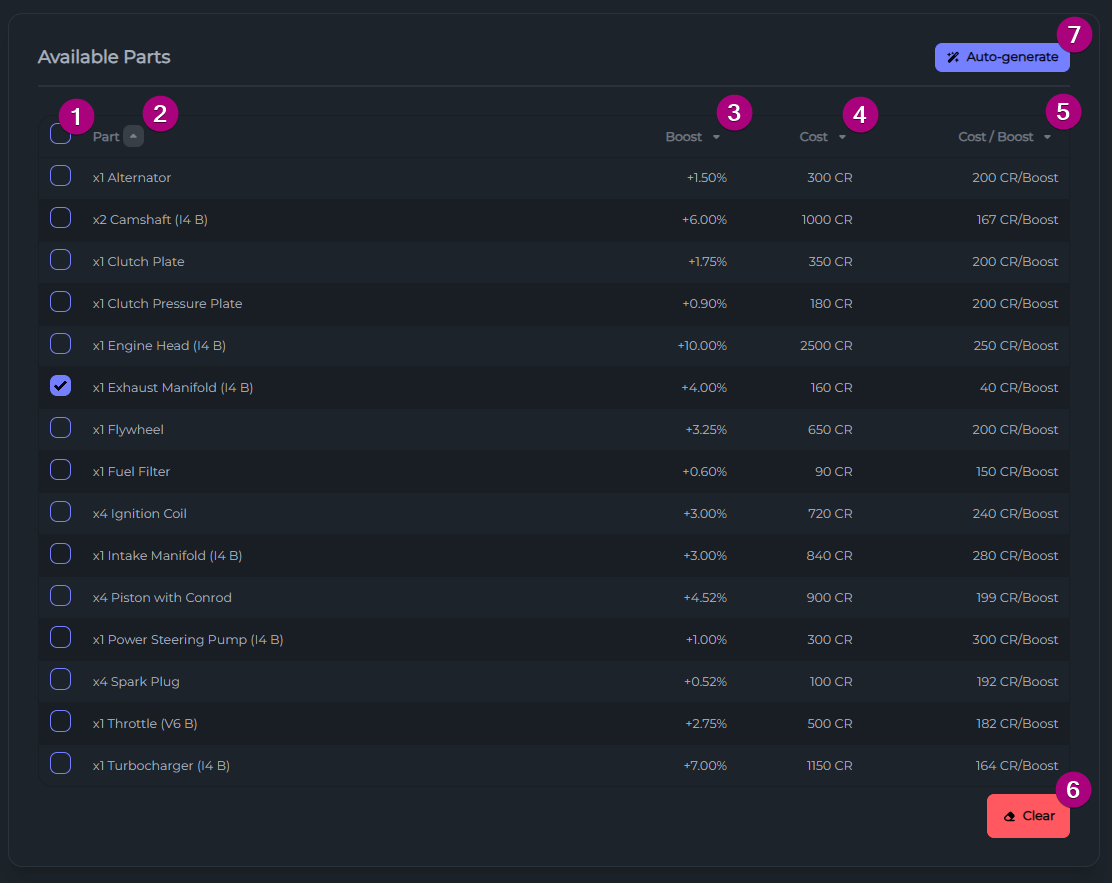 7
Available Parts
Auto-generate
1 2 3 4 5
Part Boost Cost Cost / Boost
x1 Alternator +1.50% 300 CR 200 CR/Boost
x2 Camshaft (I4 B) +6.00% 1000 CR 167 CR/Boost
x1 Clutch Plate +1.75% 350 CR 200 CR/Boost
x1 Clutch Pressure Plate +0.90% 180 CR 200 CR/Boost
x1 Engine Head (I4 B) +10.00% 2500 CR 250 CR/Boost
x1 Exhaust Manifold (I4 B) +4.00% 160 CR 40 CR/Boost
x1 Flywheel +3.25% 650 CR 200 CR/Boost
x1 Fuel Filter +0.60% 90 CR 150 CR/Boost
x4 Ignition Coil +3.00% 720 CR 240 CR/Boost
x1 Intake Manifold (I4 B) +3.00% 840 CR 280 CR/Boost
x4 Piston with Conrod +4.52% 900 CR 199 CR/Boost
x1 Power Steering Pump (I4 B) +1.00% 300 CR 300 CR/Boost
x4 Spark Plug +0.52% 100 CR 192 CR/Boost
x1 Throttle (V6 B) +2.75% 500 CR 182 CR/Boost
x1 Turbocharger (I4 B) +7.00% 1150 CR 164 CR/Boost
6
Clear